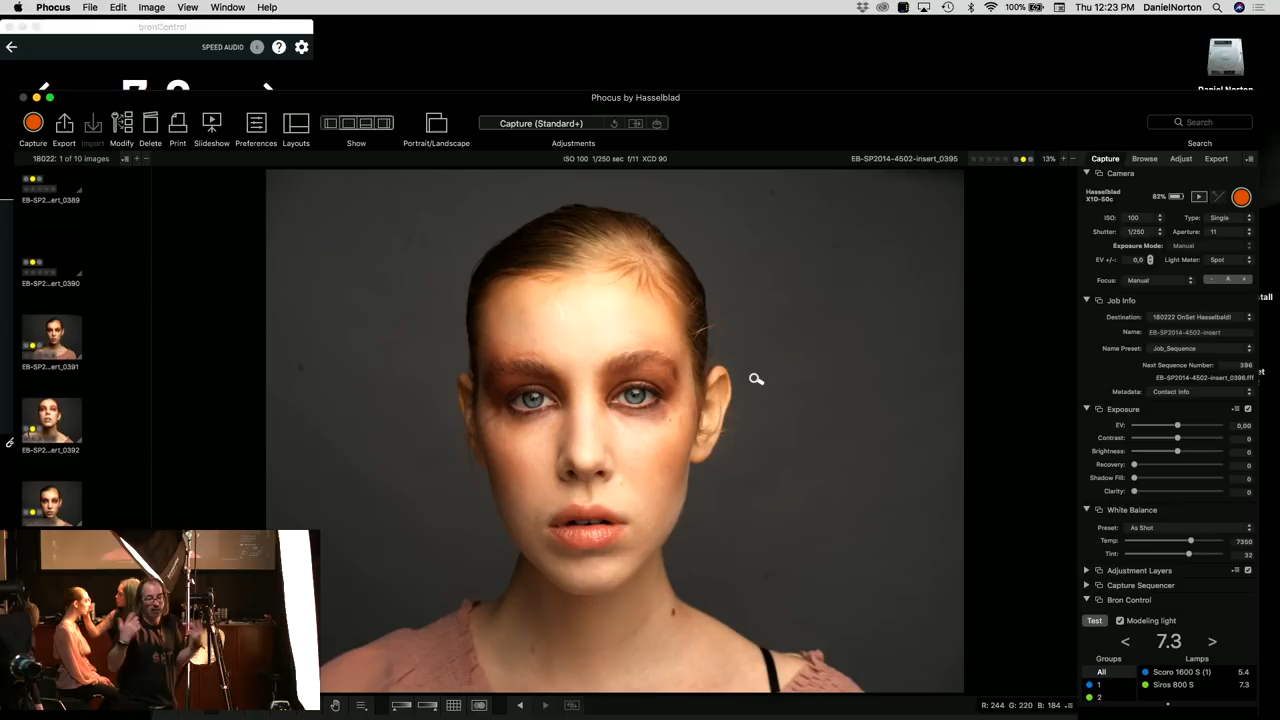 Phocus File Edit Image View Window Help
100% Thu 12:23 PM DanielNorton
bronControl
SPEED AUDIO
Daniel Norton
Phocus by Hasselblad
Capture Export Import Modify Delete Print Slideshow Preferences Layouts Show Portrait/Landscape
Capture (Standard+)
Adjustments
Search
Search
18022: 1 of 10 images
ISO 100 1/250 sec f/11 XCD 90
EB-SP2014-4502-insert_0395
13% + −
Capture Browse Adjust Export
EB-SP2...ert_0389
EB-SP2...ert_0390
EB-SP2...ert_0391
EB-SP2...ert_0392
Camera
Hasselblad
X1D-50c
82%
ISO: 100 Type: Single
Shutter: 1/250 Aperture: 11
Exposure Mode: Manual
EV +/-: 0,0 Light Meter: Spot
Focus: Manual - A +
Job Info
Destination: 180222 OnSet Hasselbald!
Name: EB-SP2014-4502-insert
Name Preset: Job_Sequence
Next Sequence Number: 396
EB-SP2014-4502-insert_0396.fff
Metadata: Contact info
Exposure
EV: 0,00
Contrast: 0
Brightness: 0
Recovery: 0
Shadow Fill: 0
Clarity: 0
White Balance
Preset: As Shot
Temp: 7350
Tint: 32
Adjustment Layers
Capture Sequencer
Bron Control
Test Modeling light
< 7.3 >
Groups Lamps
All Scoro 1600 S (1) 5.4
1 Siros 800 S 7.3
2
R: 244 G: 220 B: 184